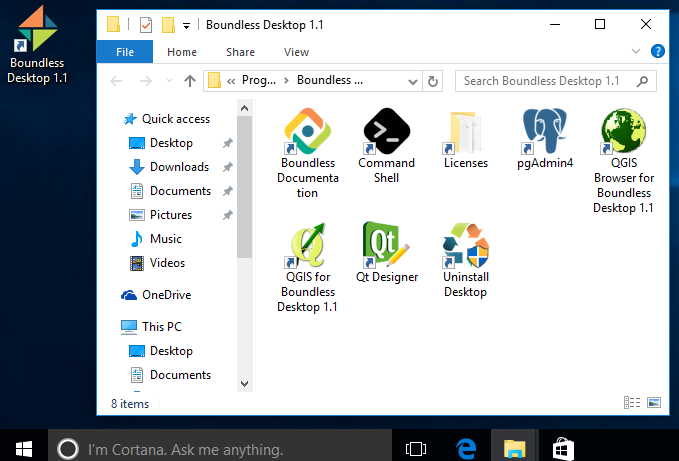 Boundless
Desktop 1.1
Boundless Desktop 1.1
File Home Share View
?
« Prog... > Boundless ...
Search Boundless Desktop 1.1
Quick access
Desktop
Downloads
Documents
Pictures
Music
Videos
OneDrive
This PC
Desktop
Documents
Boundless
Documenta
tion
Command
Shell
Licenses
pgAdmin4
QGIS
Browser for
Boundless
Desktop 1.1
QGIS for
Boundless
Desktop 1.1
Qt
Qt Designer
Uninstall
Desktop
8 items
I'm Cortana. Ask me anything.